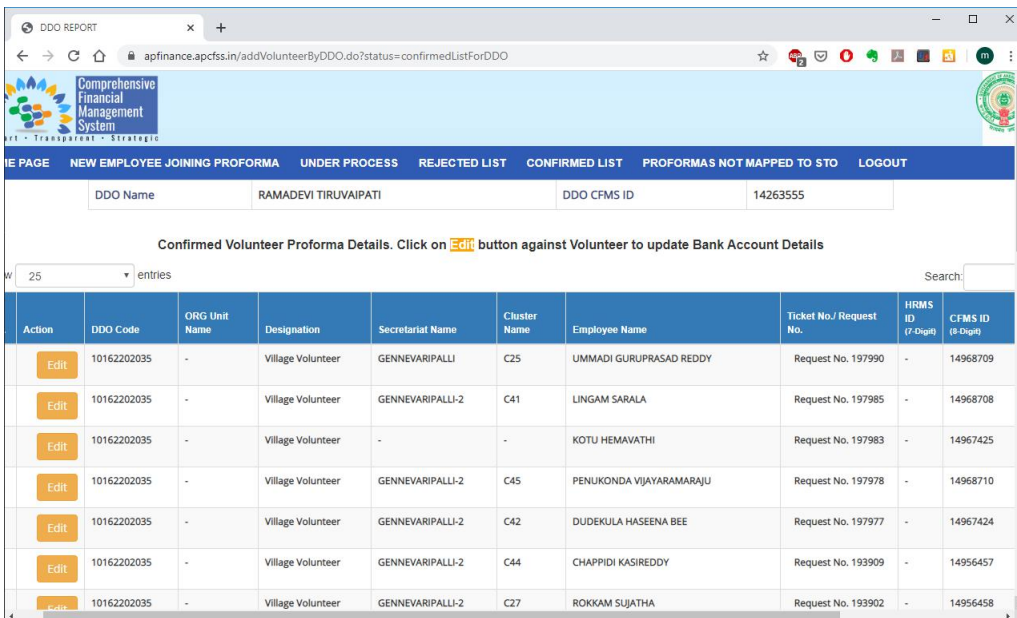 DDO REPORT
apfinance.apcfss.in/addVolunteerByDDO.do?status=confirmedListForDDO
ABP
2
m
Comprehensive
Financial
Management
System
art • Transparent • Strategic
ME PAGE NEW EMPLOYEE JOINING PROFORMA UNDER PROCESS REJECTED LIST CONFIRMED LIST PROFORMAS NOT MAPPED TO STO LOGOUT
DDO Name RAMADEVI TIRUVAIPATI DDO CFMS ID 14263555
Confirmed Volunteer Proforma Details. Click on Edit button against Volunteer to update Bank Account Details
w 25 entries Search:
Action DDO Code ORG Unit Name Designation Secretariat Name Cluster Name Employee Name Ticket No./ Request No. HRMS ID (7-Digit) CFMS ID (8-Digit)
Edit 10162202035 - Village Volunteer GENNEVARIPALLI C25 UMMADI GURUPRASAD REDDY Request No. 197990 - 14968709
Edit 10162202035 - Village Volunteer GENNEVARIPALLI-2 C41 LINGAM SARALA Request No. 197985 - 14968708
Edit 10162202035 - Village Volunteer - - KOTU HEMAVATHI Request No. 197983 - 14967425
Edit 10162202035 - Village Volunteer GENNEVARIPALLI-2 C45 PENUKONDA VIJAYARAMARAJU Request No. 197978 - 14968710
Edit 10162202035 - Village Volunteer GENNEVARIPALLI-2 C42 DUDEKULA HASEENA BEE Request No. 197977 - 14967424
Edit 10162202035 - Village Volunteer GENNEVARIPALLI-2 C44 CHAPPIDI KASIREDDY Request No. 193909 - 14956457
Edit 10162202035 - Village Volunteer GENNEVARIPALLI-2 C27 ROKKAM SUJATHA Request No. 193902 - 14956458